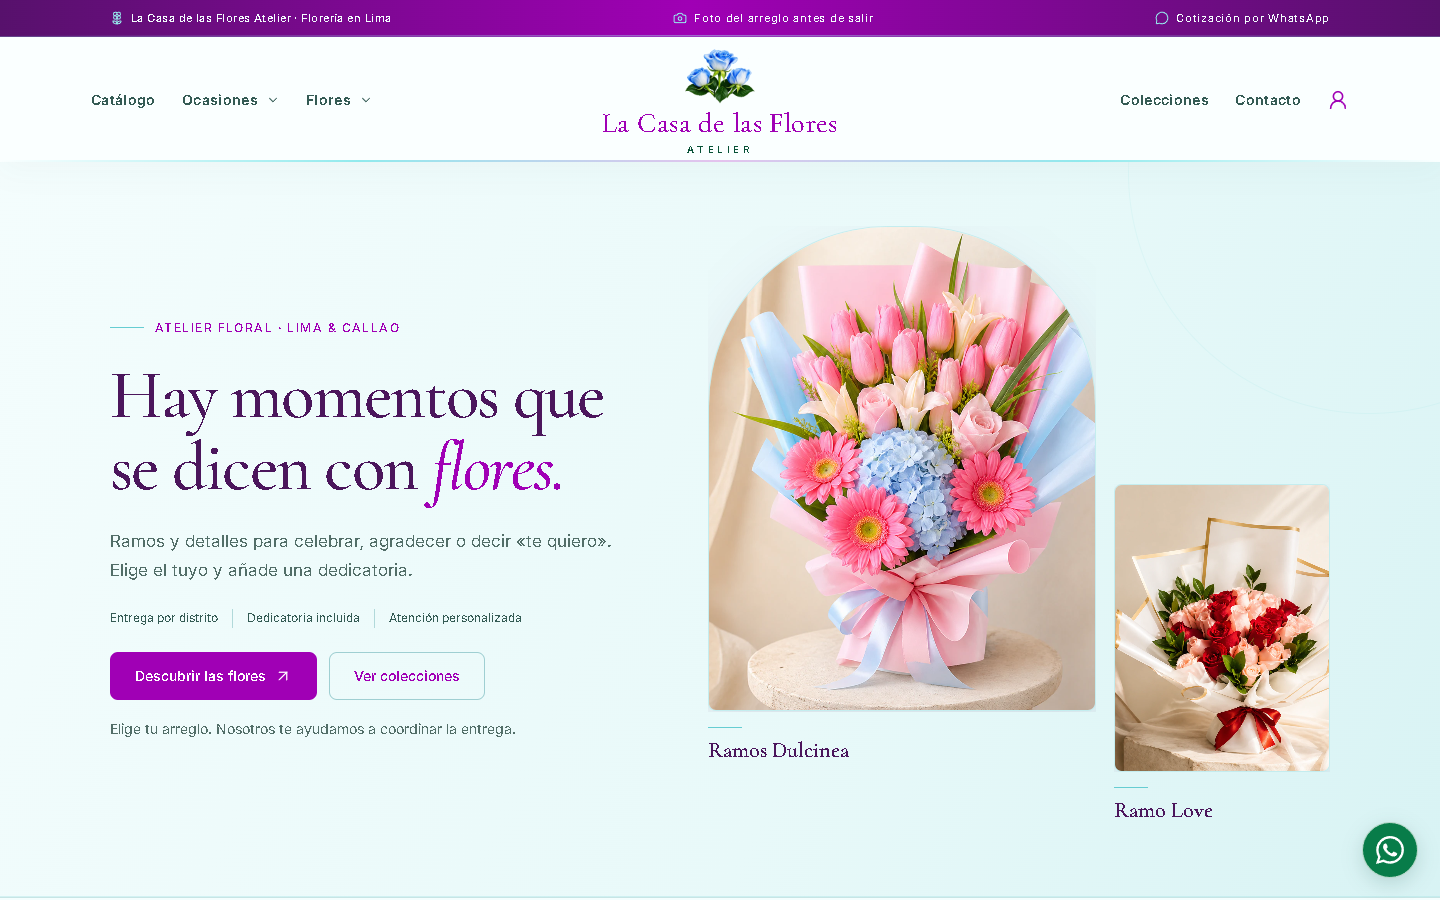 La Casa de las Flores Atelier · Florería en Lima
Foto del arreglo antes de salir
Cotización por WhatsApp
Catálogo
Ocasiones
Flores
La Casa de las Flores
ATELIER
Colecciones
Contacto
ATELIER FLORAL · LIMA & CALLAO
Hay momentos que
se dicen con flores.
Ramos y detalles para celebrar, agradecer o decir «te quiero».
Elige el tuyo y añade una dedicatoria.
Entrega por distrito
Dedicatoria incluida
Atención personalizada
Descubrir las flores
Ver colecciones
Elige tu arreglo. Nosotros te ayudamos a coordinar la entrega.
Ramos Dulcinea
Ramo Love